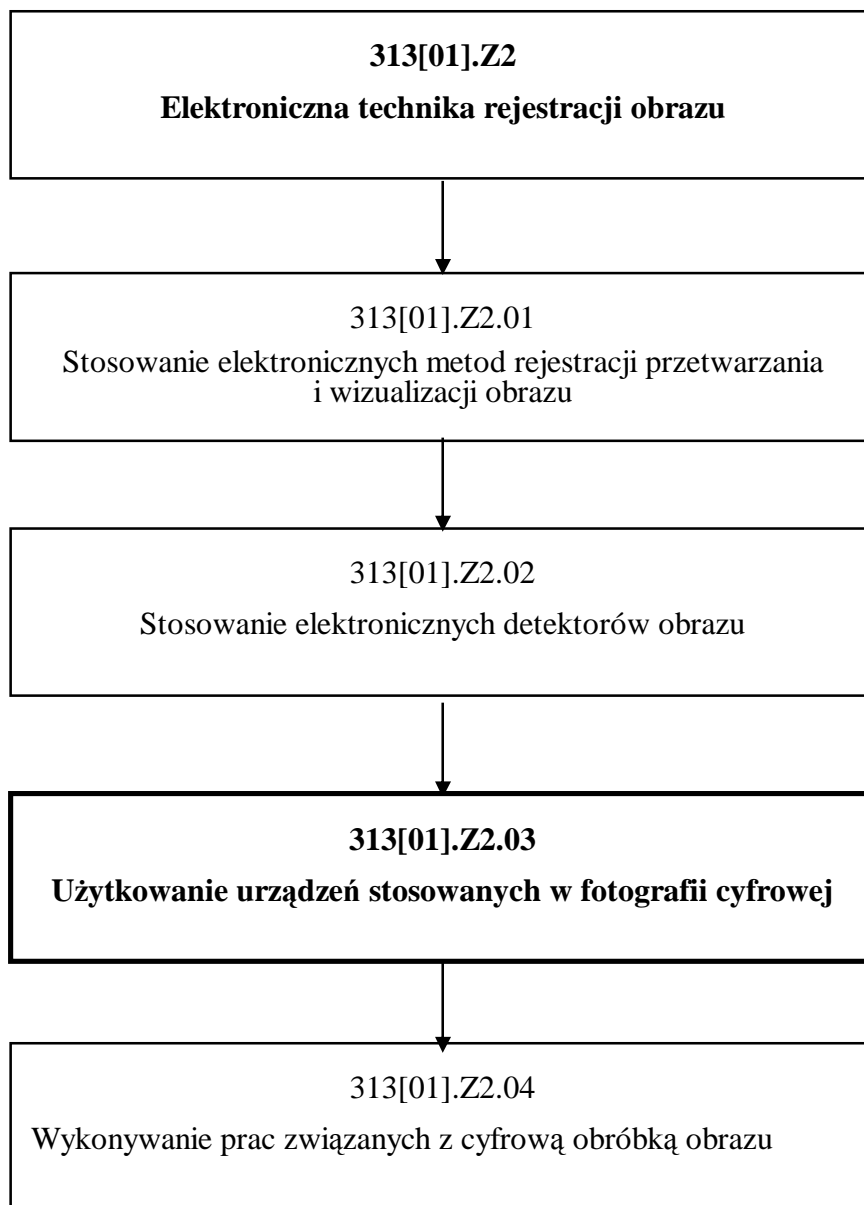 313[01].Z2
Elektroniczna technika rejestracji obrazu
313[01].Z2.01
Stosowanie elektronicznych metod rejestracji przetwarzania
i wizualizacji obrazu
313[01].Z2.02
Stosowanie elektronicznych detektorów obrazu
313[01].Z2.03
Użytkowanie urządzeń stosowanych w fotografii cyfrowej
313[01].Z2.04
Wykonywanie prac związanych z cyfrową obróbką obrazu